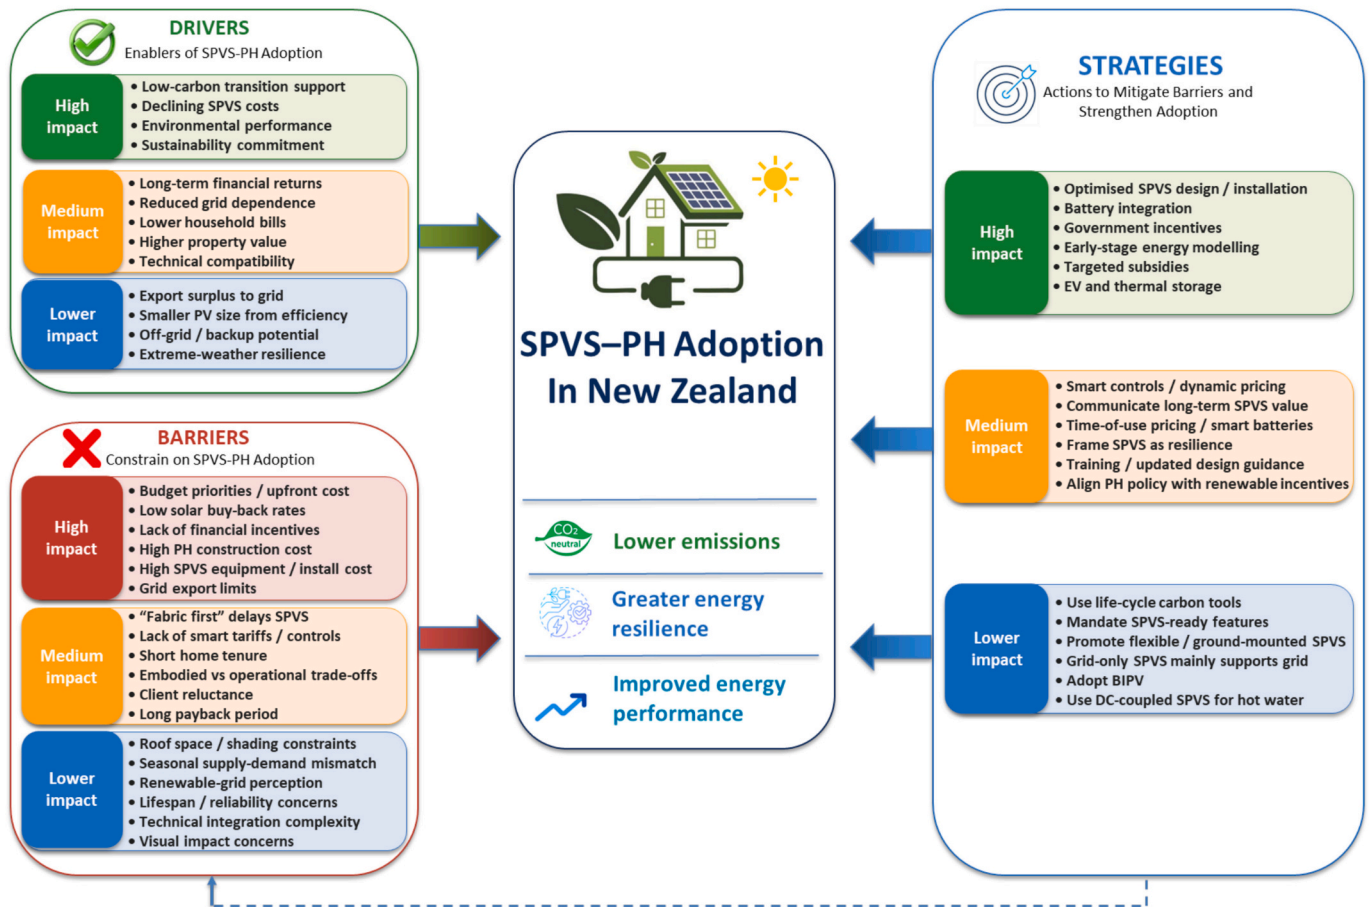 DRIVERS
Enablers of SPVS-PH Adoption
High
impact
• Low-carbon transition support
• Declining SPVS costs
• Environmental performance
• Sustainability commitment
Medium
impact
• Long-term financial returns
• Reduced grid dependence
• Lower household bills
• Higher property value
• Technical compatibility
Lower
impact
• Export surplus to grid
• Smaller PV size from efficiency
• Off-grid / backup potential
• Extreme-weather resilience
BARRIERS
Constrain on SPVS-PH Adoption
High
impact
• Budget priorities / upfront cost
• Low solar buy-back rates
• Lack of financial incentives
• High PH construction cost
• High SPVS equipment / install cost
• Grid export limits
Medium
impact
• “Fabric first” delays SPVS
• Lack of smart tariffs / controls
• Short home tenure
• Embodied vs operational trade-offs
• Client reluctance
• Long payback period
Lower
impact
• Roof space / shading constraints
• Seasonal supply-demand mismatch
• Renewable-grid perception
• Lifespan / reliability concerns
• Technical integration complexity
• Visual impact concerns
SPVS–PH Adoption
In New Zealand
CO2
neutral
Lower emissions
Greater energy
resilience
Improved energy
performance
STRATEGIES
Actions to Mitigate Barriers and
Strengthen Adoption
High
impact
• Optimised SPVS design / installation
• Battery integration
• Government incentives
• Early-stage energy modelling
• Targeted subsidies
• EV and thermal storage
Medium
impact
• Smart controls / dynamic pricing
• Communicate long-term SPVS value
• Time-of-use pricing / smart batteries
• Frame SPVS as resilience
• Training / updated design guidance
• Align PH policy with renewable incentives
Lower
impact
• Use life-cycle carbon tools
• Mandate SPVS-ready features
• Promote flexible / ground-mounted SPVS
• Grid-only SPVS mainly supports grid
• Adopt BIPV
• Use DC-coupled SPVS for hot water